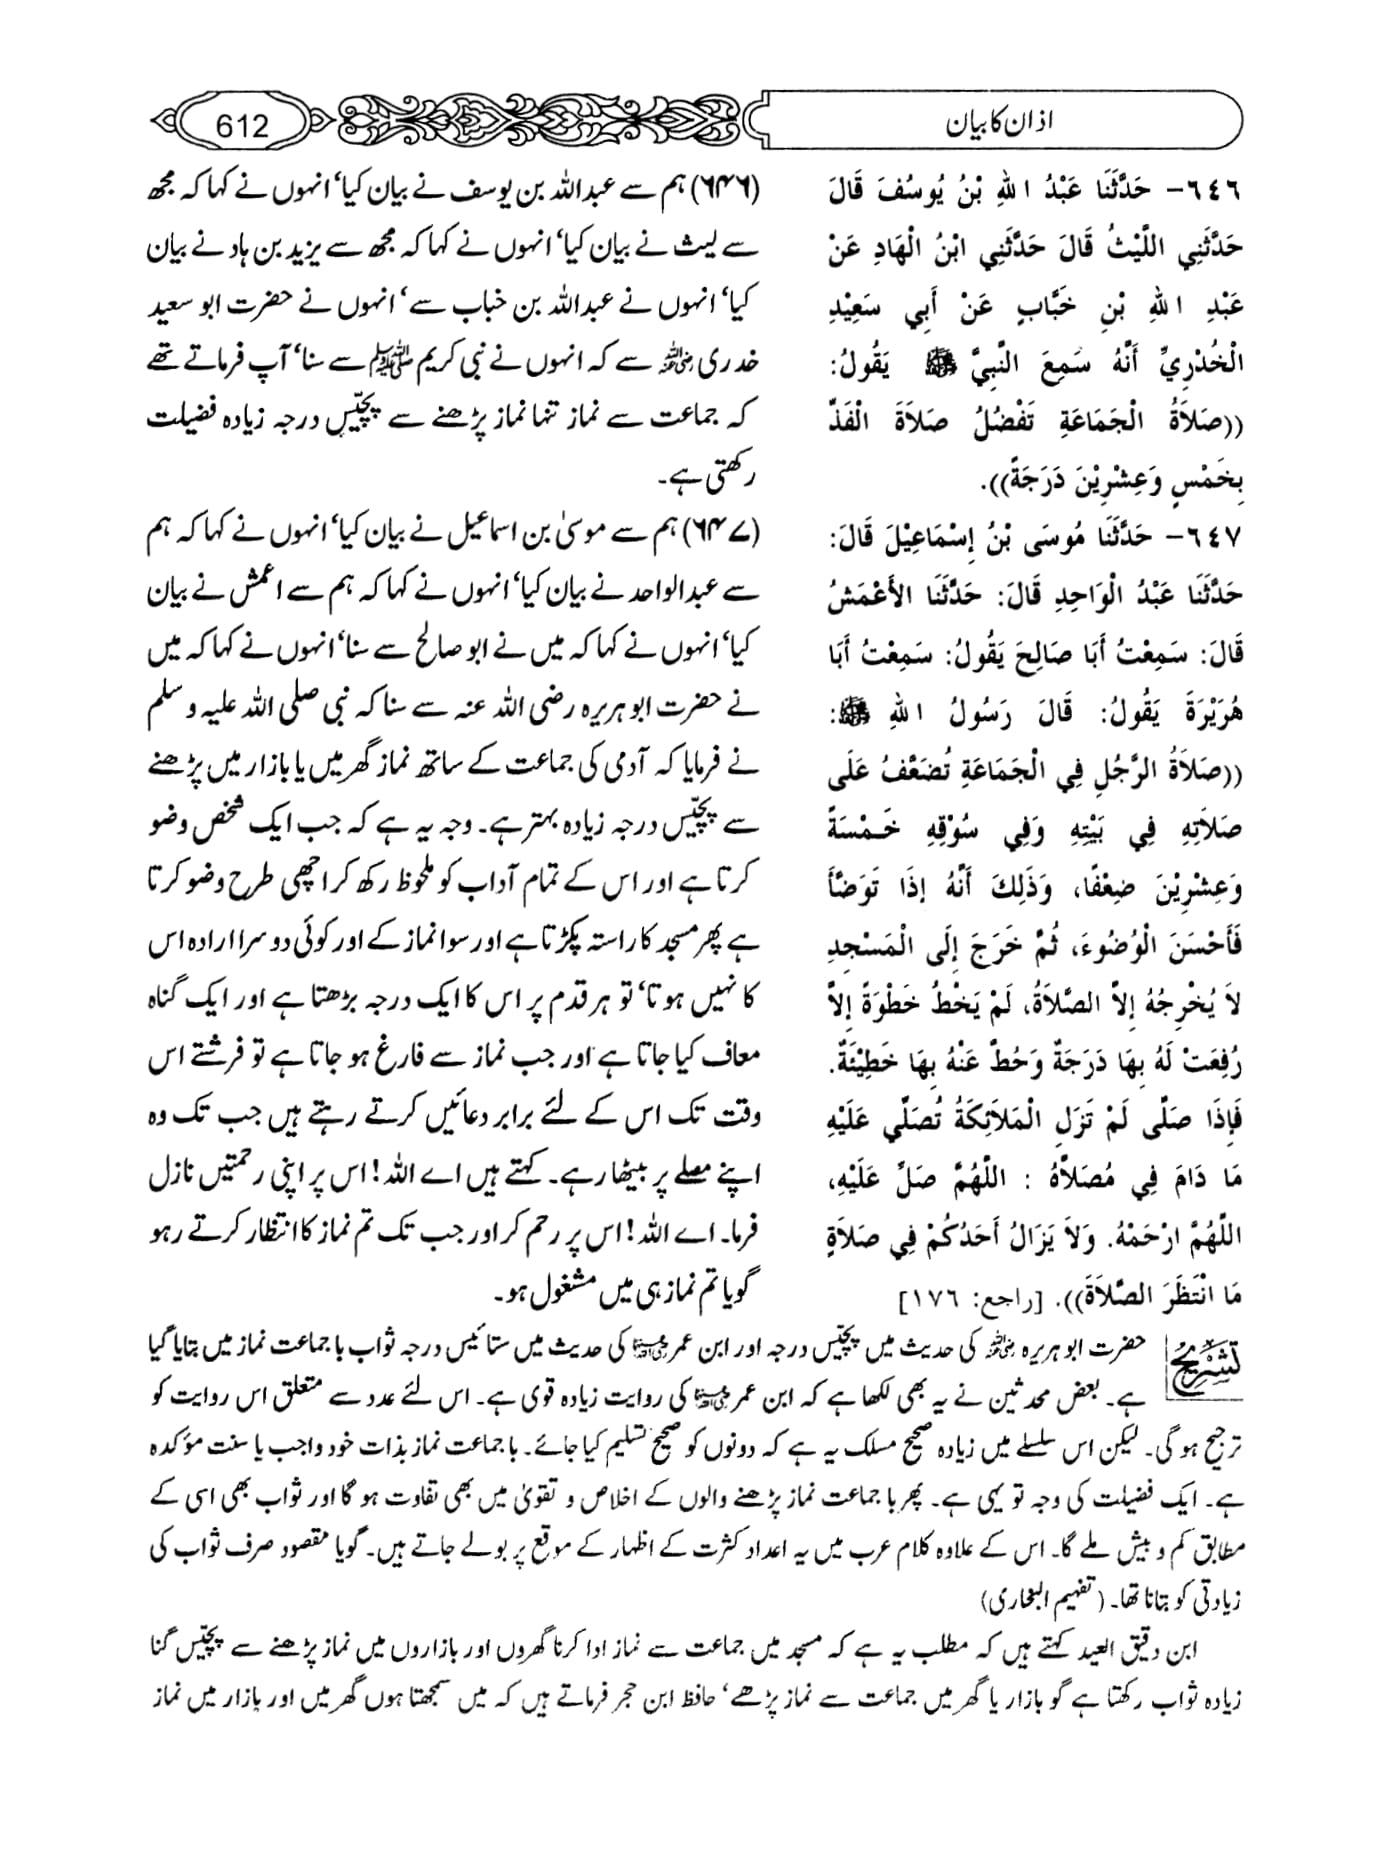 اذان کا بیان
612
٦٤٦- حَدَّثَنَا عَبْدُ اللهِ بْنُ يُوسُفَ قَالَ
حَدَّثَنِي اللَّيْثُ قَالَ حَدَّثَنِي ابْنُ الْهَادِ عَنْ
عَبْدِ اللهِ بْنِ خَبَّابٍ عَنْ أَبِي سَعِيْدِ
الْخُدْرِيِّ أَنَّهُ سَمِعَ النَّبِيَّ ﷺ يَقُولُ:
((صَلاَةُ الْجَمَاعَةِ تَفْضُلُ صَلاَةَ الْفَذِّ
بِخَمْسٍ وَعِشْرِيْنَ دَرَجَةً)).
٦٤٧- حَدَّثَنَا مُوسَى بْنُ إِسْمَاعِيْلَ قَالَ:
حَدَّثَنَا عَبْدُ الْوَاحِدِ قَالَ: حَدَّثَنَا الأَعْمَشُ
قَالَ: سَمِعْتُ أَبَا صَالِحَ يَقُولُ: سَمِعْتُ أَبَا
هُرَيْرَةَ يَقُولُ: قَالَ رَسُولُ اللهِ ﷺ:
((صَلاَةُ الرَّجُلِ فِي الْجَمَاعَةِ تُضَعَّفُ عَلَى
صَلاَتِهِ فِي بَيْتِهِ وَفِي سُوْقِهِ خَمْسَةً
وَعِشْرِيْنَ ضِعْفًا، وَذَلِكَ أَنَّهُ إِذَا تَوَضَّأَ
فَأَحْسَنَ الْوُضُوءَ، ثُمَّ خَرَجَ إِلَى الْمَسْجِدِ
لاَ يُخْرِجُهُ إِلاَّ الصَّلاَةُ، لَمْ يَخْطُ خَطْوَةً إِلاَّ
رُفِعَتْ لَهُ بِهَا دَرَجَةٌ وَحُطَّ عَنْهُ بِهَا خَطِيْئَةٌ.
فَإِذَا صَلَّى لَمْ تَزَلِ الْمَلاَئِكَةُ تُصَلِّي عَلَيْهِ
مَا دَامَ فِي مُصَلاَّهُ : اللَّهُمَّ صَلِّ عَلَيْهِ،
اللَّهُمَّ ارْحَمْهُ. وَلاَ يَزَالُ أَحَدُكُمْ فِي صَلاَةٍ
مَا انْتَظَرَ الصَّلاَةَ)). [راجع: ١٧٦]
(۶۴۶) ہم سے عبداللہ بن یوسف نے بیان کیا‘ انہوں نے کہا کہ مجھ
سے لیث نے بیان کیا‘ انہوں نے کہا کہ مجھ سے یزید بن ہاد نے بیان
کیا‘ انہوں نے عبداللہ بن خباب سے‘ انہوں نے حضرت ابو سعید
خدری رضی اللہ عنہ سے کہ انہوں نے نبی کریم ﷺ سے سنا‘ آپ فرماتے تھے
کہ جماعت سے نماز تنہا نماز پڑھنے سے پچیس درجہ زیادہ فضیلت
رکھتی ہے۔
(۶۴۷) ہم سے موسیٰ بن اسماعیل نے بیان کیا‘ انہوں نے کہا کہ ہم
سے عبدالواحد نے بیان کیا‘ انہوں نے کہا کہ ہم سے اعمش نے بیان
کیا‘ انہوں نے کہا کہ میں نے ابو صالح سے سنا‘ انہوں نے کہا کہ میں
نے حضرت ابو ہریرہ رضی اللہ عنہ سے سنا کہ نبی صلی اللہ علیہ و سلم
نے فرمایا کہ آدمی کی جماعت کے ساتھ نماز گھر میں یا بازار میں پڑھنے
سے پچیس درجہ زیادہ بہتر ہے۔ وجہ یہ ہے کہ جب ایک شخص وضو
کرتا ہے اور اس کے تمام آداب کو ملحوظ رکھ کر اچھی طرح وضو کرتا
ہے پھر مسجد کا راستہ پکڑتا ہے اور سوا نماز کے اور کوئی دوسرا ارادہ اس
کا نہیں ہوتا‘ تو ہر قدم پر اس کا ایک درجہ بڑھتا ہے اور ایک گناہ
معاف کیا جاتا ہے اور جب نماز سے فارغ ہو جاتا ہے تو فرشتے اس
وقت تک اس کے لئے برابر دعائیں کرتے رہتے ہیں جب تک وہ
اپنے مصلے پر بیٹھا رہے۔ کہتے ہیں اے اللہ! اس پر اپنی رحمتیں نازل
فرما۔ اے اللہ! اس پر رحم کر اور جب تک تم نماز کا انتظار کرتے رہو
گویا تم نماز ہی میں مشغول ہو۔
تشریح
حضرت ابو ہریرہ رضی اللہ عنہ کی حدیث میں پچیس درجہ اور ابن عمر رضی اللہ عنہما کی حدیث میں ستائیس درجہ ثواب با جماعت نماز میں بتایا گیا
ہے۔ بعض محدثین نے یہ بھی لکھا ہے کہ ابن عمر رضی اللہ عنہما کی روایت زیادہ قوی ہے۔ اس لئے عدد سے متعلق اس روایت کو
ترجیح ہوگی۔ لیکن اس سلسلے میں زیادہ صحیح مسلک یہ ہے کہ دونوں کو صحیح تسلیم کیا جائے۔ با جماعت نماز بذات خود واجب یا سنت مؤکدہ
ہے۔ ایک فضیلت کی وجہ تو یہی ہے۔ پھر با جماعت نماز پڑھنے والوں کے اخلاص و تقویٰ میں بھی تفاوت ہوگا اور ثواب بھی اسی کے
مطابق کم و بیش ملے گا۔ اس کے علاوہ کلام عرب میں یہ اعداد کثرت کے اظہار کے موقع پر بولے جاتے ہیں۔ گویا مقصود صرف ثواب کی
زیادتی کو بتانا تھا۔ (تفہیم البخاری)
ابن دقیق العید کہتے ہیں کہ مطلب یہ ہے کہ مسجد میں جماعت سے نماز ادا کرنا گھروں اور بازاروں میں نماز پڑھنے سے پچیس گنا
زیادہ ثواب رکھتا ہے گو بازار یا گھر میں جماعت سے نماز پڑھے‘ حافظ ابن حجر فرماتے ہیں کہ میں سمجھتا ہوں گھر میں اور بازار میں نماز